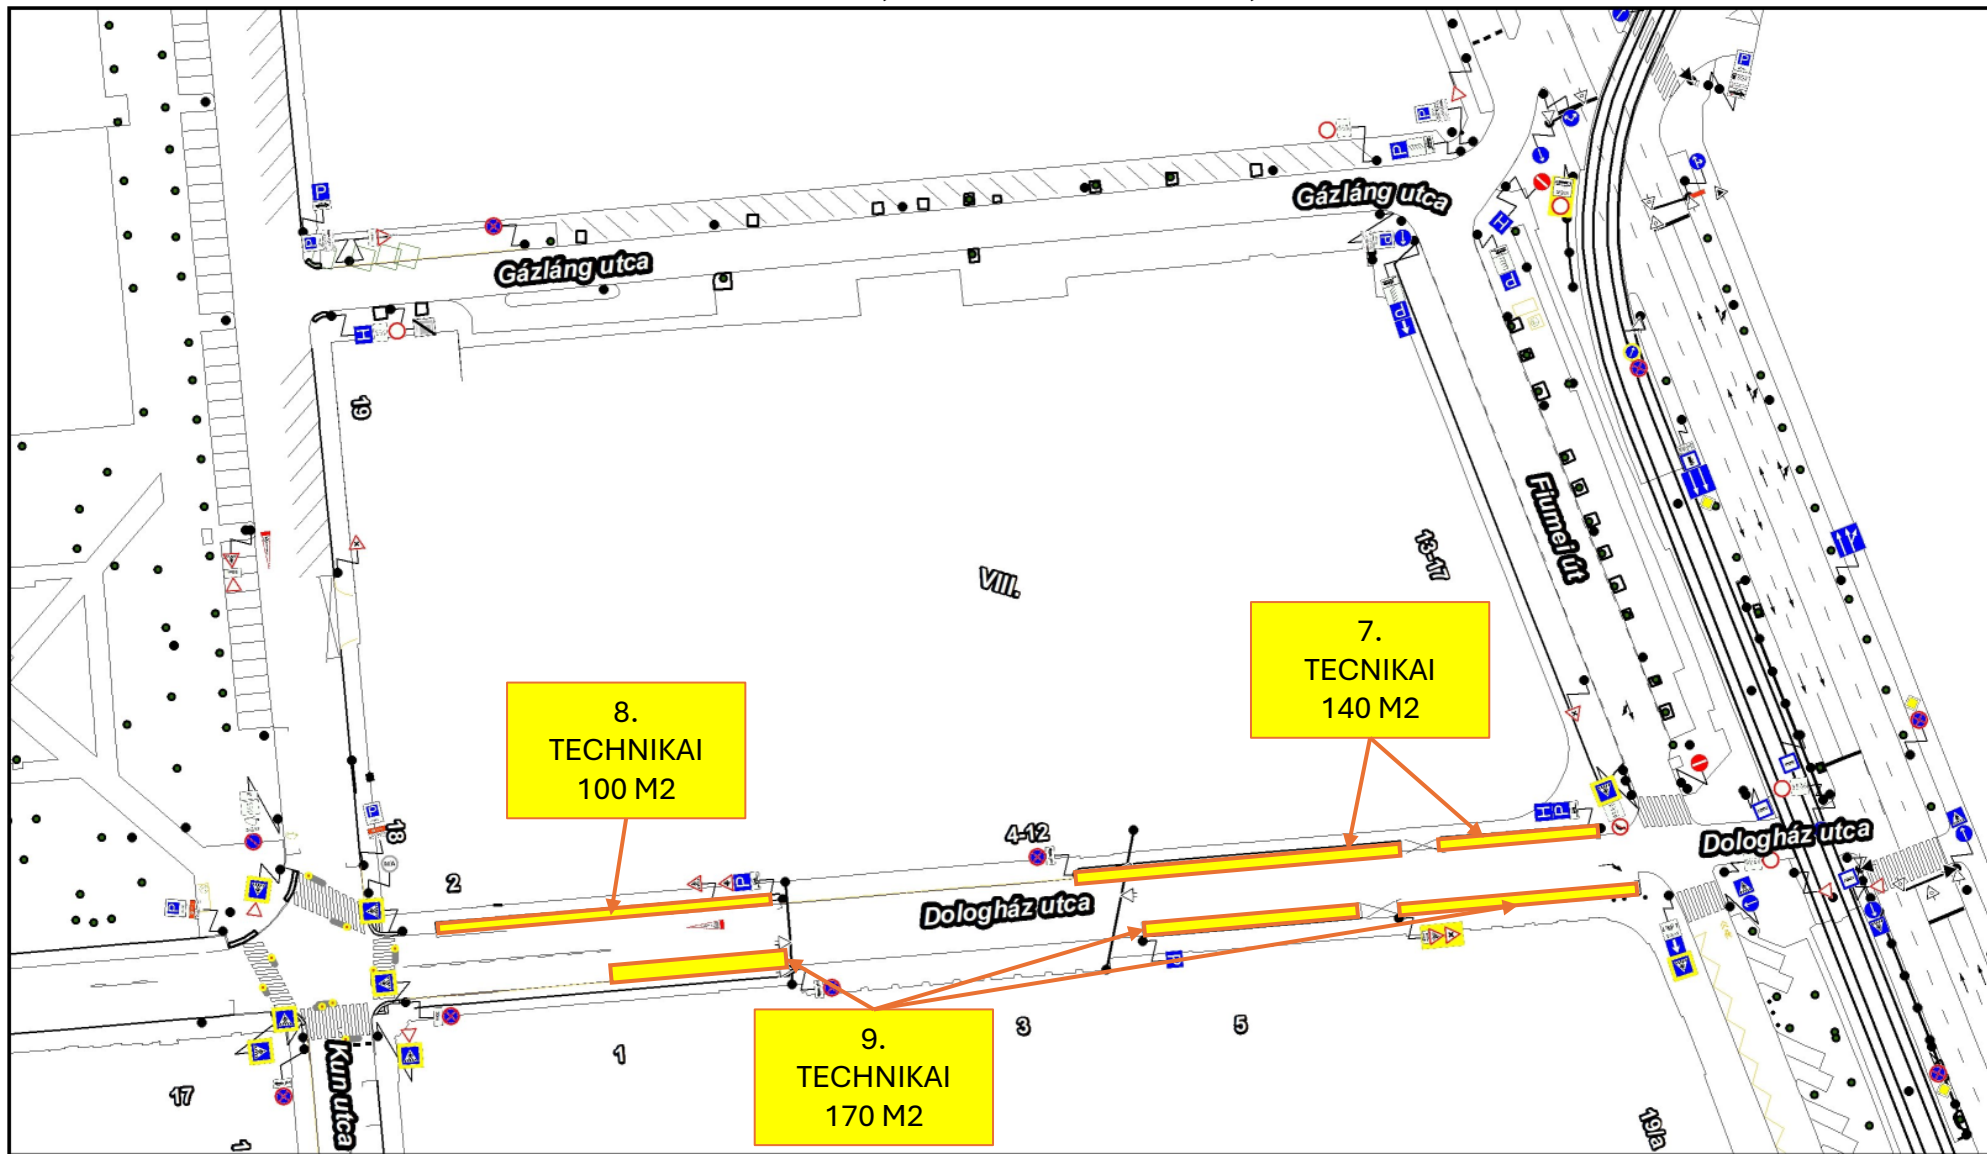 Gázláng utca
Gázláng utca
P
P
P
P
H
H
P
P
P
19
Fiumei út
13-17
VIII.
7.
TECNIKAI
140 M2
8.
TECHNIKAI
100 M2
18
2
4-12
H
P
P
P
P
Dologház utca
Dologház utca
9.
TECHNIKAI
170 M2
1
3
5
17
1
Kun utca
19/a